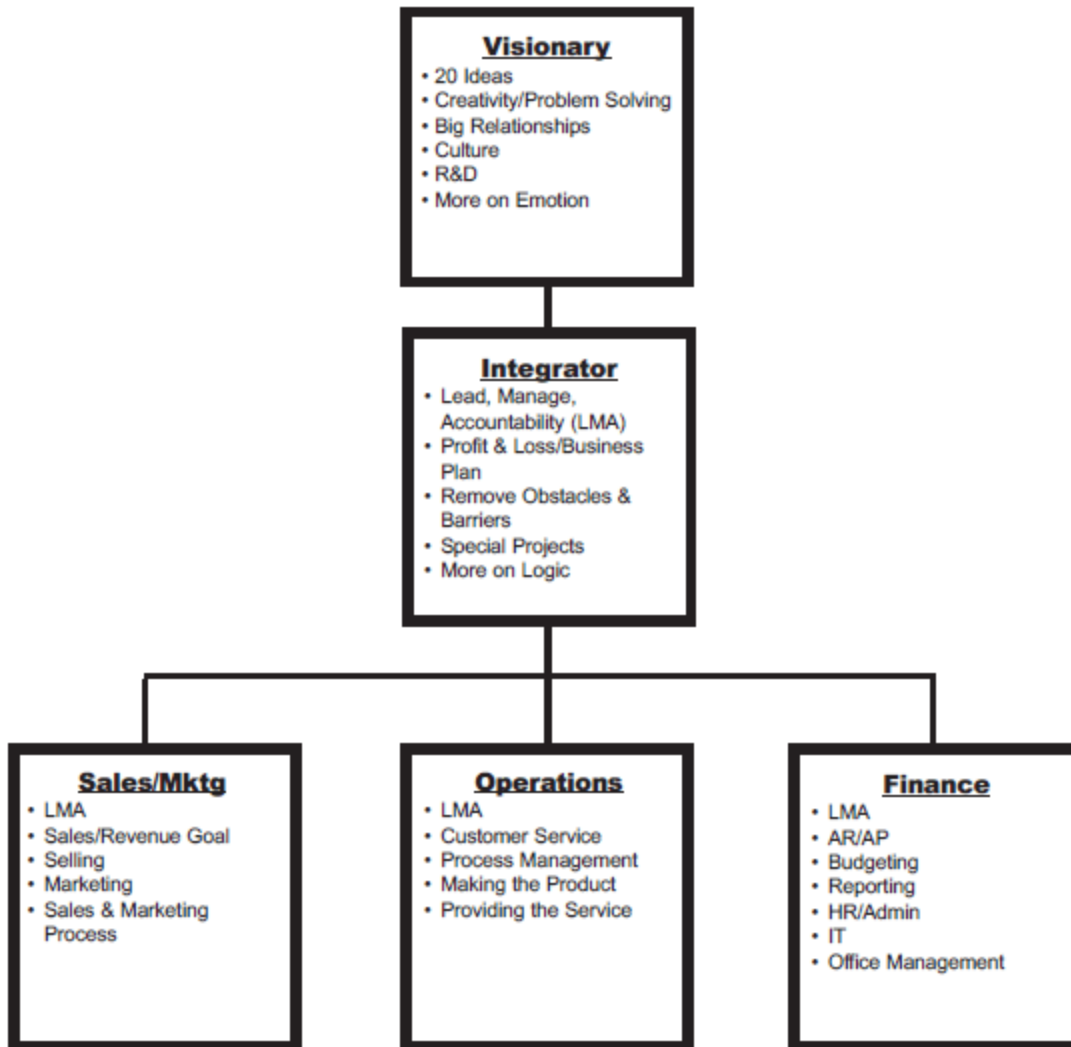 Visionary
• 20 Ideas
• Creativity/Problem Solving
• Big Relationships
• Culture
• R&D
• More on Emotion
Integrator
• Lead, Manage,
Accountability (LMA)
• Profit & Loss/Business
Plan
• Remove Obstacles &
Barriers
• Special Projects
• More on Logic
Sales/Mktg
• LMA
• Sales/Revenue Goal
• Selling
• Marketing
• Sales & Marketing
Process
Operations
• LMA
• Customer Service
• Process Management
• Making the Product
• Providing the Service
Finance
• LMA
• AR/AP
• Budgeting
• Reporting
• HR/Admin
• IT
• Office Management